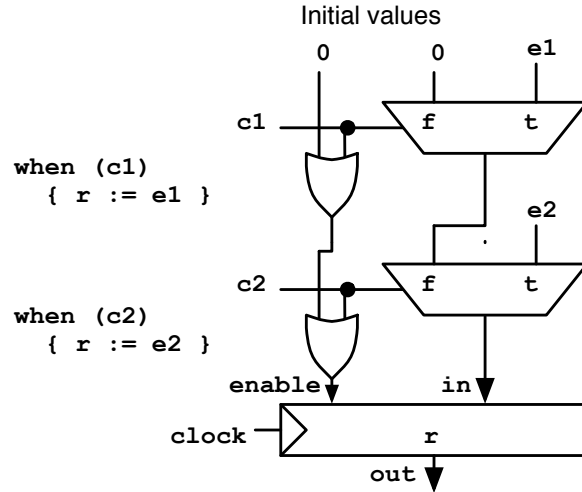 Initial values
0 0 e1
c1 f t
when (c1)
{ r := e1 }
e2
c2 f t
when (c2)
{ r := e2 }
enable in
clock r
out